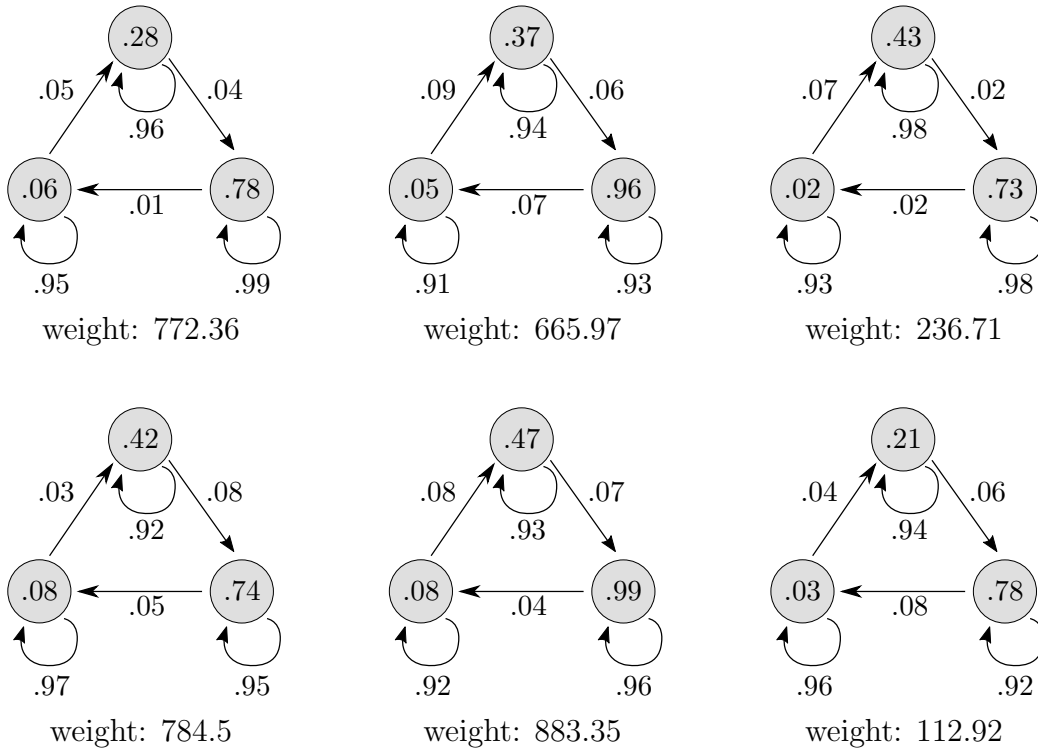 .28 .37 .43
.05 .04 .09 .06 .07 .02
.96 .94 .98
.06 .78 .05 .96 .02 .73
.01 .07 .02
.95 .99 .91 .93 .93 .98
weight: 772.36 weight: 665.97 weight: 236.71
.42 .47 .21
.03 .08 .08 .07 .04 .06
.92 .93 .94
.08 .74 .08 .99 .03 .78
.05 .04 .08
.97 .95 .92 .96 .96 .92
weight: 784.5 weight: 883.35 weight: 112.92